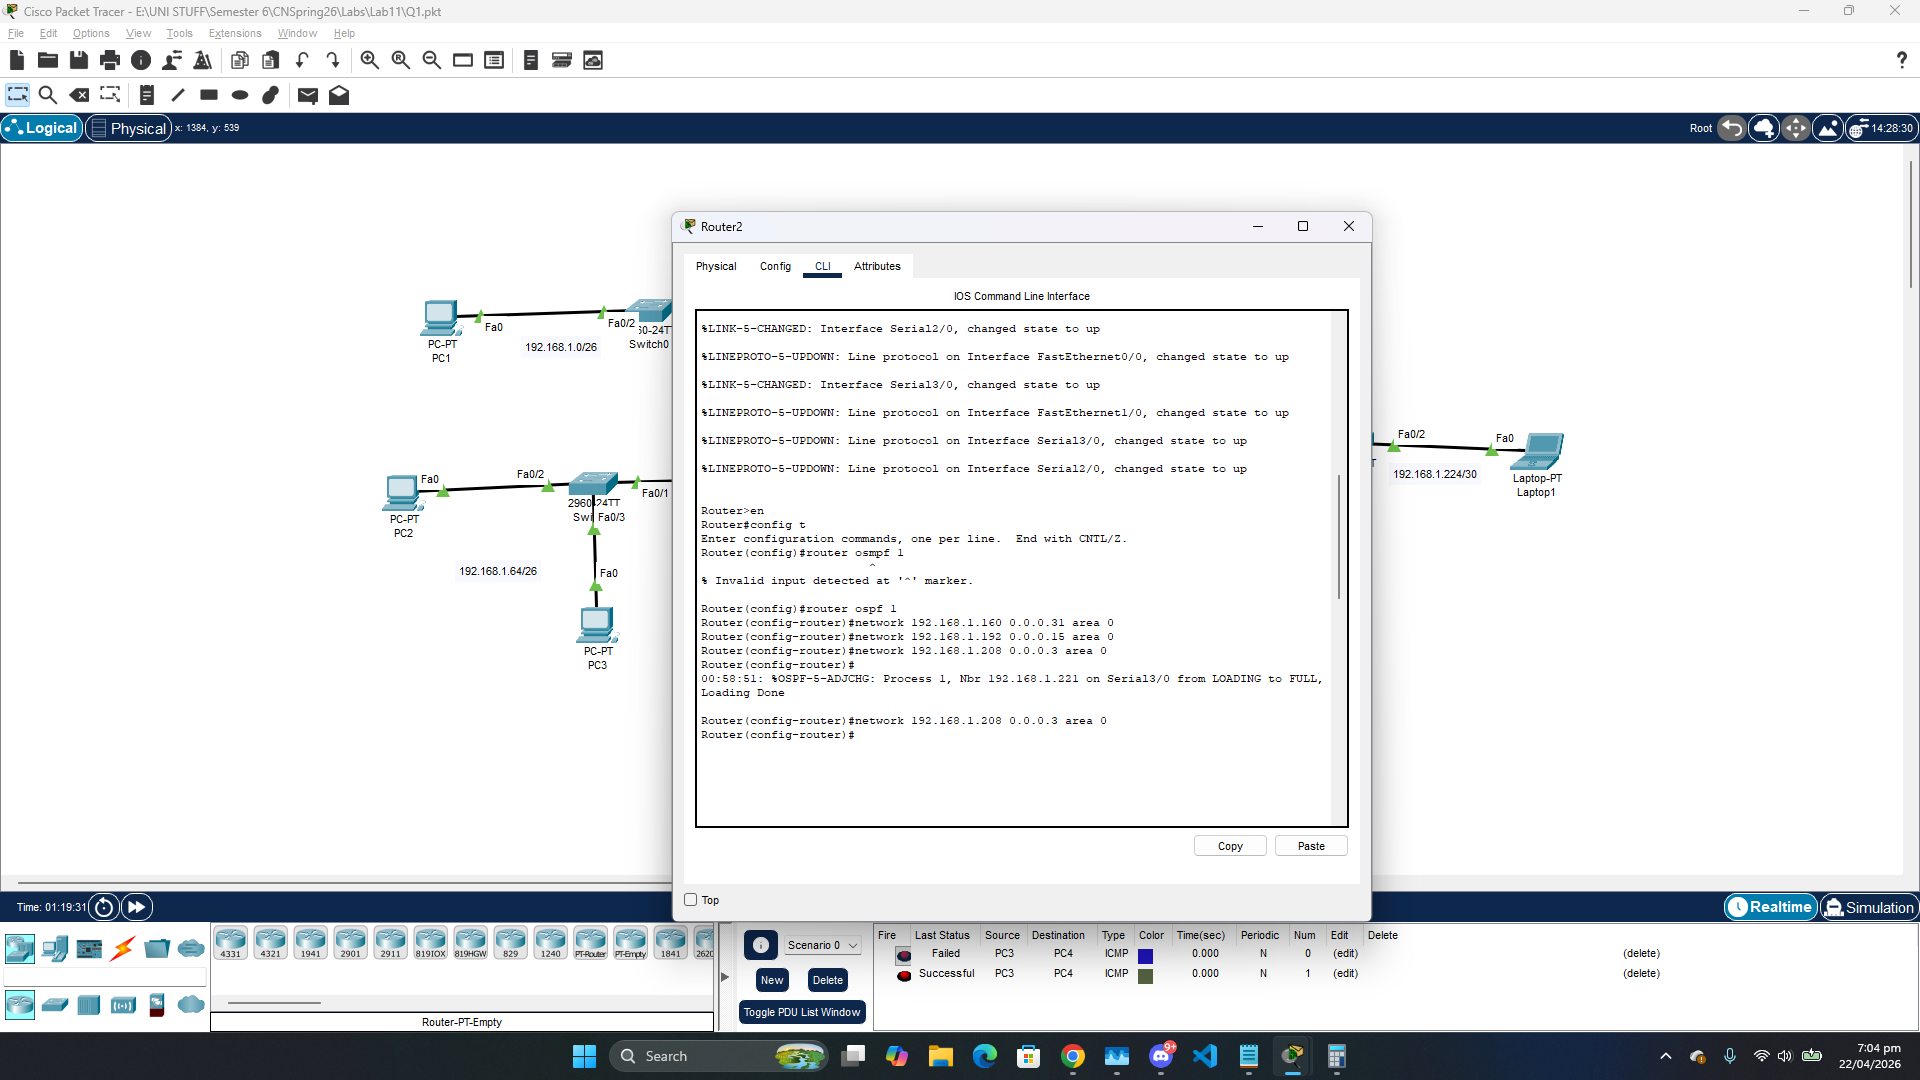 Cisco Packet Tracer - E:\UNI STUFF\Semester 6\CNSpring26\Labs\Lab11\Q1.pkt
File Edit Options View Tools Extensions Window Help
?
Logical Physical x: 1384, y: 539 Root 14:28:30
Router2
Physical Config CLI Attributes
IOS Command Line Interface
%LINK-5-CHANGED: Interface Serial2/0, changed state to up
%LINEPROTO-5-UPDOWN: Line protocol on Interface FastEthernet0/0, changed state to up
%LINK-5-CHANGED: Interface Serial3/0, changed state to up
%LINEPROTO-5-UPDOWN: Line protocol on Interface FastEthernet1/0, changed state to up
%LINEPROTO-5-UPDOWN: Line protocol on Interface Serial3/0, changed state to up
%LINEPROTO-5-UPDOWN: Line protocol on Interface Serial2/0, changed state to up
Router>en
Router#config t
Enter configuration commands, one per line. End with CNTL/Z.
Router(config)#router osmpf 1
^
% Invalid input detected at '^' marker.
Router(config)#router ospf 1
Router(config-router)#network 192.168.1.160 0.0.0.31 area 0
Router(config-router)#network 192.168.1.192 0.0.0.15 area 0
Router(config-router)#network 192.168.1.208 0.0.0.3 area 0
Router(config-router)#
00:58:51: %OSPF-5-ADJCHG: Process 1, Nbr 192.168.1.221 on Serial3/0 from LOADING to FULL,
Loading Done
Router(config-router)#network 192.168.1.208 0.0.0.3 area 0
Router(config-router)#
Copy Paste
Top
Fa0
Fa0/2
60-24TT
Switch0
PC-PT
PC1
192.168.1.0/26
Fa0
Fa0/2
PC-PT
PC2
2960-24TT
Swi
Fa0/3
Fa0/1
192.168.1.64/26
Fa0
PC-PT
PC3
Fa0/2
Fa0
T
192.168.1.224/30
Laptop-PT
Laptop1
Time: 01:19:31 Realtime Simulation
4331 4321 1941 2901 2911 819IOX 819HGW 829 1240 PT-Router PT-Empty 1841 2620
Router-PT-Empty
Scenario 0
New Delete
Toggle PDU List Window
Fire Last Status Source Destination Type Color Time(sec) Periodic Num Edit Delete
Failed PC3 PC4 ICMP 0.000 N 0 (edit) (delete)
Successful PC3 PC4 ICMP 0.000 N 1 (edit) (delete)
Search
9+
7:04 pm
22/04/2026